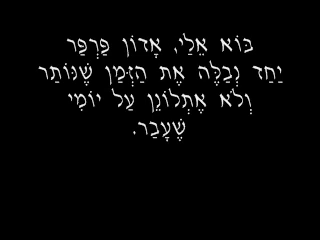 בּוֹא אֵלַי, אָדוֹן פַּרְפַּר
יַחַד נְבַלֶּה אֶת הַזְּמַן שֶׁנּוֹתַר
וְלֹא אֶתְלוֹנֵן עַל יוֹמִי
שֶׁעָבַר.